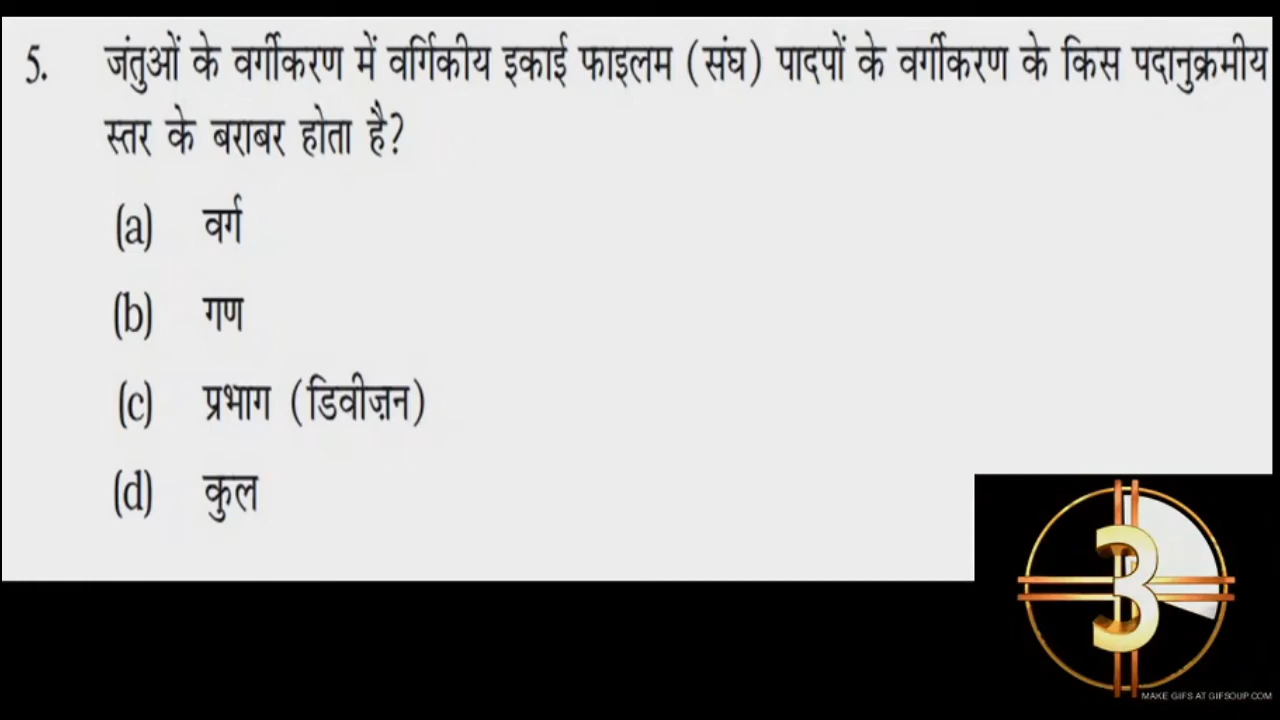 5. जंतुओं के वर्गीकरण में वर्गिकीय इकाई फाइलम (संघ) पादपों के वर्गीकरण के किस पदानुक्रमीय
स्तर के बराबर होता है?
(a) वर्ग
(b) गण
(c) प्रभाग (डिवीज़न)
(d) कुल
3
MAKE GIFS AT GIFSOUP.COM